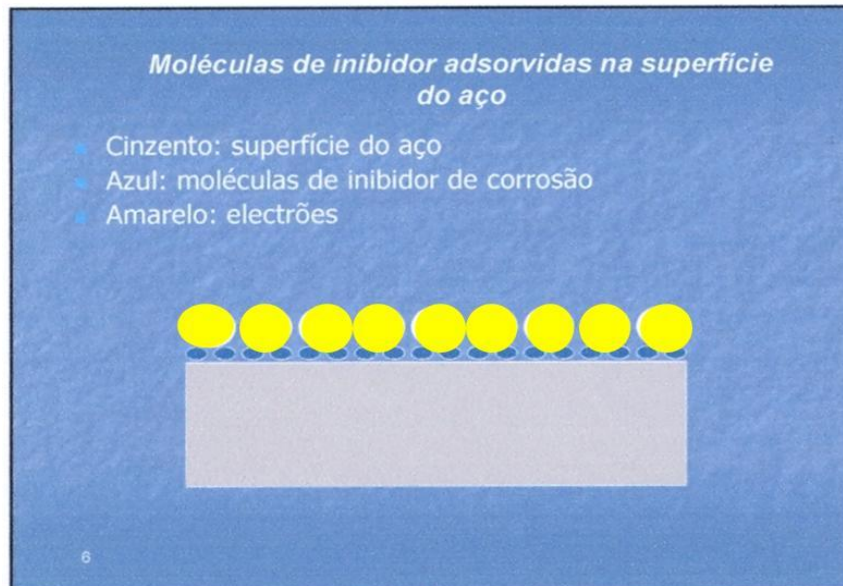 Moléculas de inibidor adsorvidas na superfície
do aço
Cinzento: superfície do aço
Azul: moléculas de inibidor de corrosão
Amarelo: electrões
6